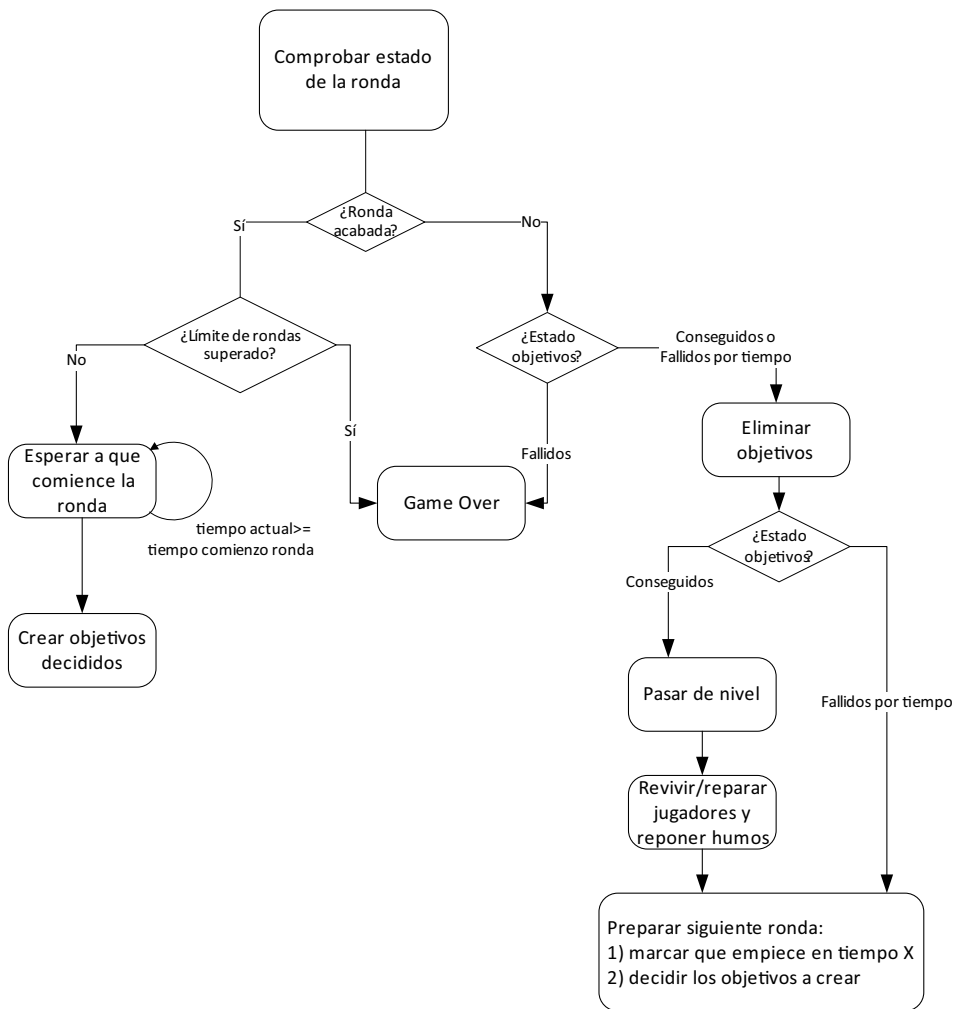 Comprobar estado
de la ronda
¿Ronda
acabada?
Sí
No
¿Límite de rondas
superado?
¿Estado
objetivos?
Conseguidos o
Fallidos por tiempo
No
Sí
Fallidos
Eliminar
objetivos
Esperar a que
comience la
ronda
Game Over
tiempo actual>=
tiempo comienzo ronda
¿Estado
objetivos?
Conseguidos
Crear objetivos
decididos
Pasar de nivel
Fallidos por tiempo
Revivir/reparar
jugadores y
reponer humos
Preparar siguiente ronda:
1) marcar que empiece en tiempo X
2) decidir los objetivos a crear